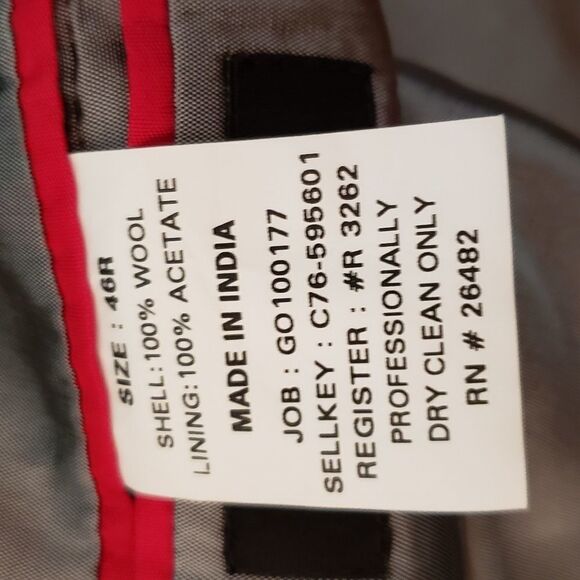 SIZE : 46R
SHELL:100% WOOL
LINING:100% ACETATE
MADE IN INDIA
JOB : GO100177
SELLKEY : C76-595601
REGISTER : #R 3262
PROFESSIONALLY
DRY CLEAN ONLY
RN # 26482